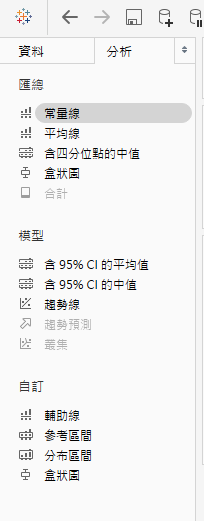 資料
分析
匯總
常量線
平均線
含四分位點的中值
盒狀圖
合計
模型
含 95% CI 的平均值
含 95% CI 的中值
趨勢線
趨勢預測
叢集
自訂
輔助線
參考區間
分布區間
盒狀圖